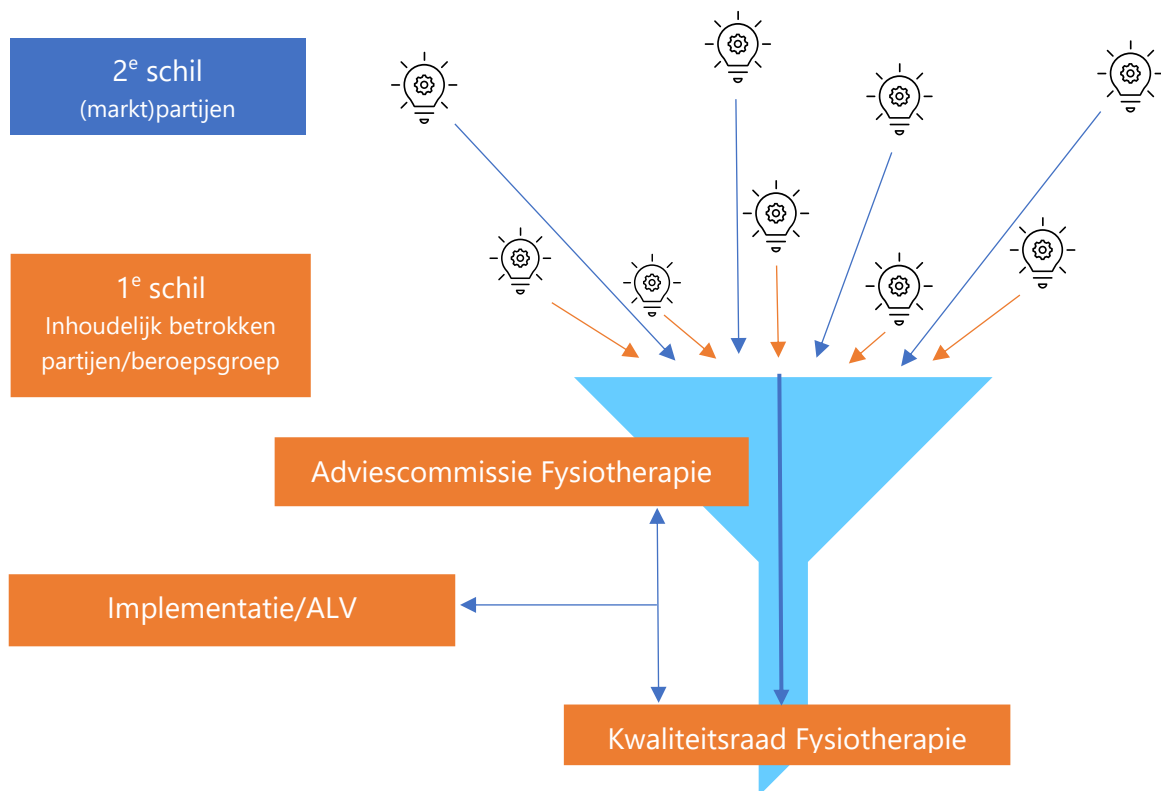 2e schil
(markt)partijen
1e schil
Inhoudelijk betrokken
partijen/beroepsgroep
Adviescommissie Fysiotherapie
Implementatie/ALV
Kwaliteitsraad Fysiotherapie